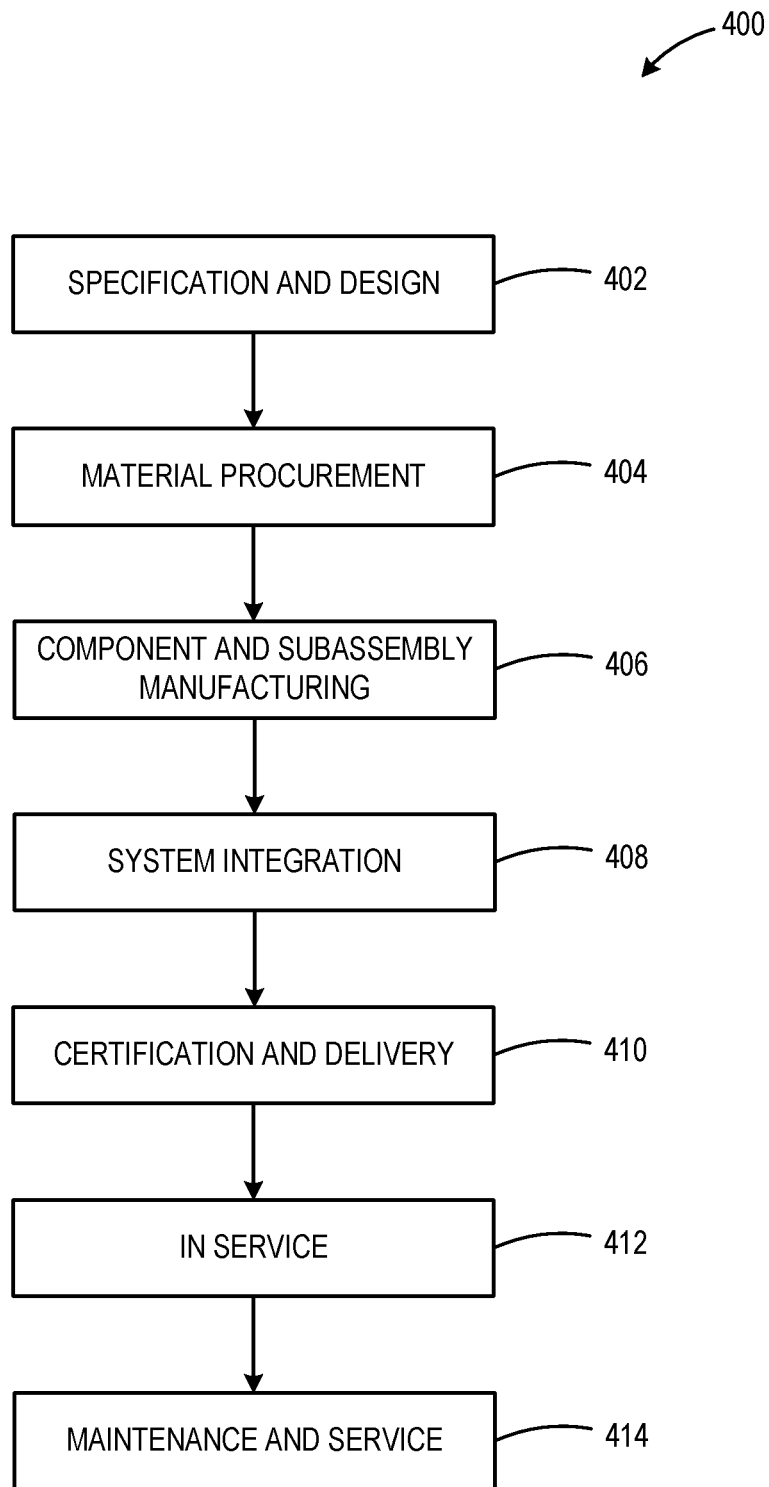 400
SPECIFICATION AND DESIGN
402
MATERIAL PROCUREMENT
404
COMPONENT AND SUBASSEMBLY
MANUFACTURING
406
SYSTEM INTEGRATION
408
CERTIFICATION AND DELIVERY
410
IN SERVICE
412
MAINTENANCE AND SERVICE
414